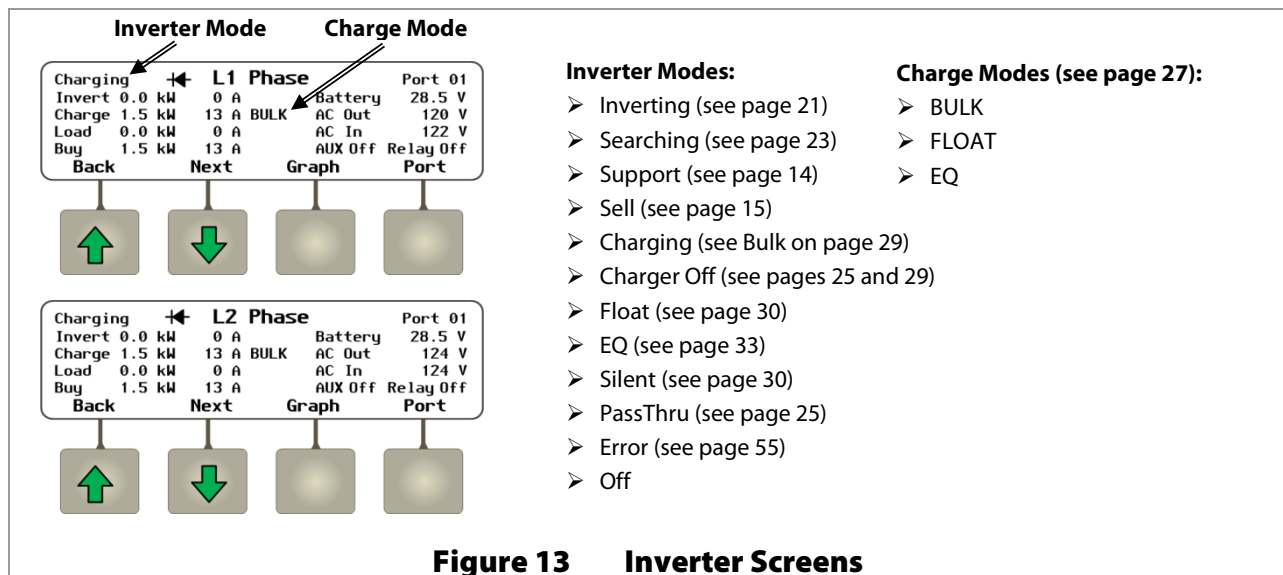 Inverter Mode Charge Mode
Charging L1 Phase Port 01
Invert 0.0 kW 0 A Battery 28.5 V
Charge 1.5 kW 13 A BULK AC Out 120 V
Load 0.0 kW 0 A AC In 122 V
Buy 1.5 kW 13 A AUX Off Relay Off
Back Next Graph Port
Charging L2 Phase Port 01
Invert 0.0 kW 0 A Battery 28.5 V
Charge 1.5 kW 13 A BULK AC Out 124 V
Load 0.0 kW 0 A AC In 124 V
Buy 1.5 kW 13 A AUX Off Relay Off
Back Next Graph Port
Inverter Modes:
➢ Inverting (see page 21)
➢ Searching (see page 23)
➢ Support (see page 14)
➢ Sell (see page 15)
➢ Charging (see Bulk on page 29)
➢ Charger Off (see pages 25 and 29)
➢ Float (see page 30)
➢ EQ (see page 33)
➢ Silent (see page 30)
➢ PassThru (see page 25)
➢ Error (see page 55)
➢ Off
Charge Modes (see page 27):
➢ BULK
➢ FLOAT
➢ EQ
Figure 13 Inverter Screens